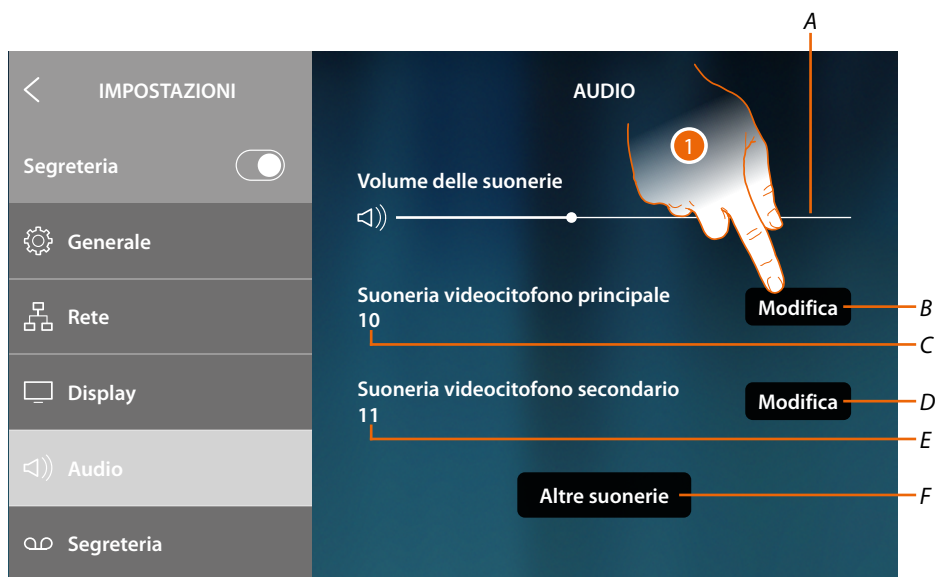 A
IMPOSTAZIONI
Segreteria
Generale
Rete
Display
Audio
Segreteria
AUDIO
1
Volume delle suonerie
Suoneria videocitofono principale
10
Modifica
B
C
Suoneria videocitofono secondario
11
Modifica
D
E
Altre suonerie
F